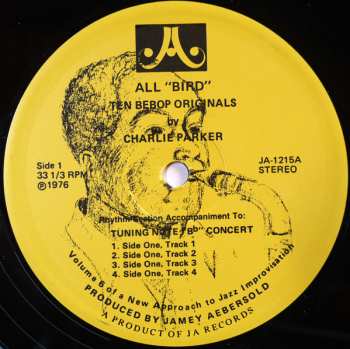 ALL "BIRD"
TEN BEBOP ORIGINALS
by
CHARLIE PARKER
Side 1
33 1/3 RPM
℗1976
JA-1215A
STEREO
Rhythm Section Accompaniment To:
TUNING NOTE "Bb" CONCERT
1. Side One, Track 1
2. Side One, Track 2
3. Side One, Track 3
4. Side One, Track 4
Volume 6 of a New Approach to Jazz Improvisation
PRODUCED BY JAMEY AEBERSOLD
A PRODUCT OF JA RECORDS